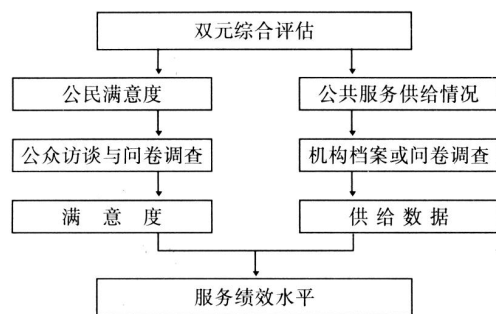 双元综合评估
公民满意度
公共服务供给情况
公众访谈与问卷调查
机构档案或问卷调查
满 意 度
供 给 数 据
服务绩效水平